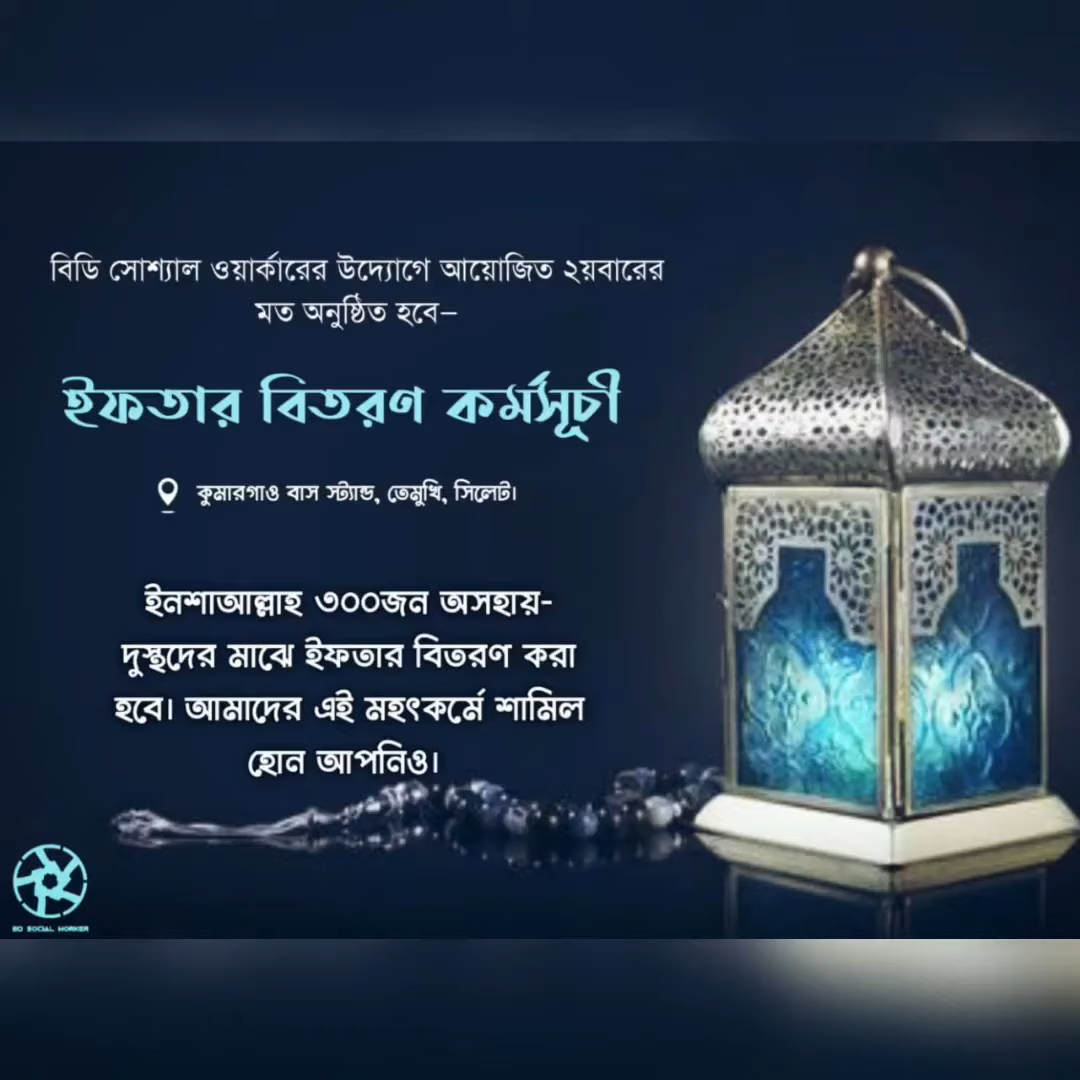 বিডি সোশ্যাল ওয়ার্কারের উদ্যোগে আয়োজিত ২য়বারের
মত অনুষ্ঠিত হবে–
ইফতার বিতরণ কর্মসূচী
কুমারগাও বাস স্ট্যান্ড, তেমুখি, সিলেট।
ইনশাআল্লাহ ৩০০জন অসহায়-
দুস্থদের মাঝে ইফতার বিতরণ করা
হবে। আমাদের এই মহৎকর্মে শামিল
হোন আপনিও।
BD SOCIAL WORKER